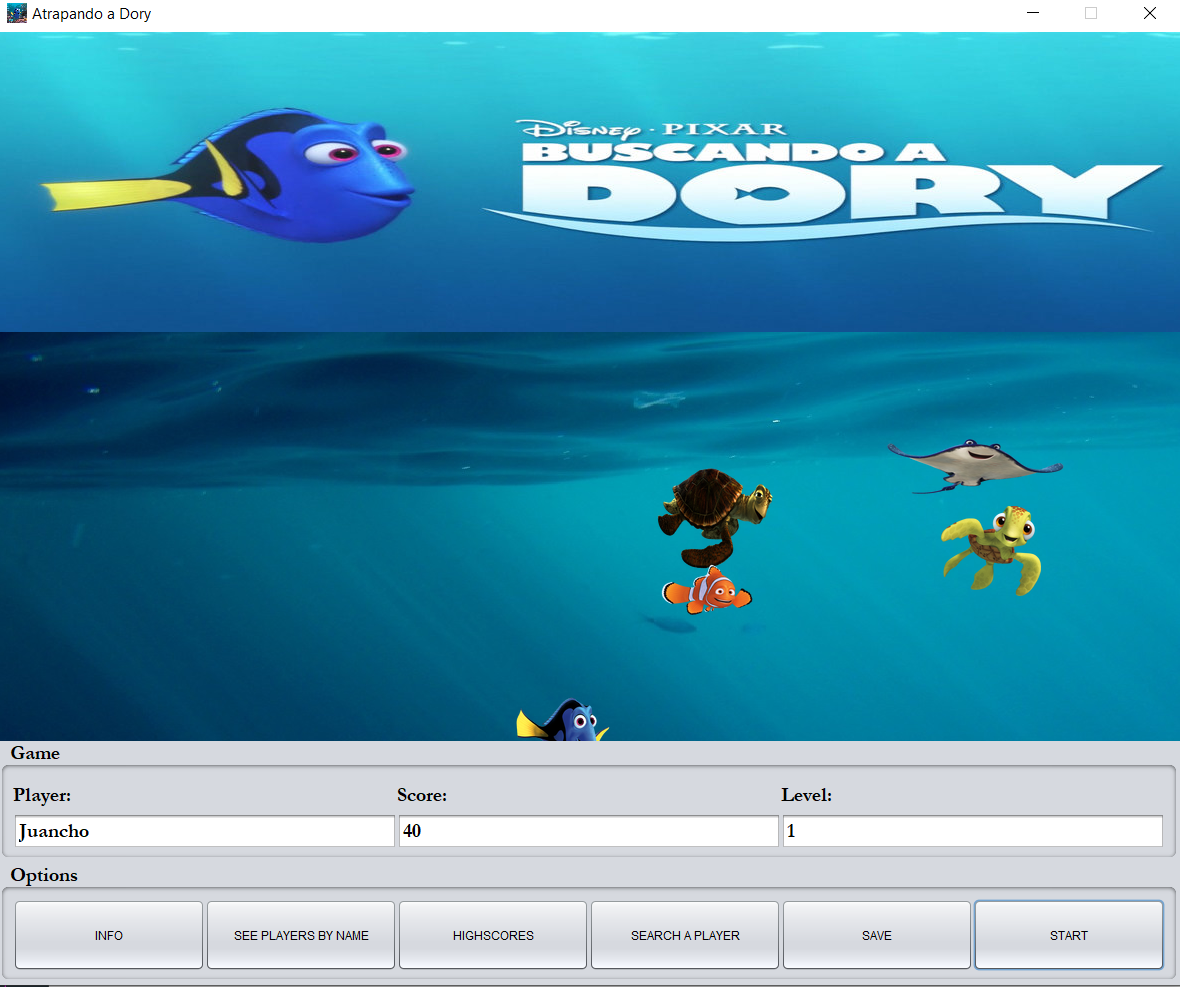 Atrapando a Dory
Disney · PIXAR
BUSCANDO A
DORY
Game
Player: Score: Level:
Juancho 40 1
Options
INFO SEE PLAYERS BY NAME HIGHSCORES SEARCH A PLAYER SAVE START